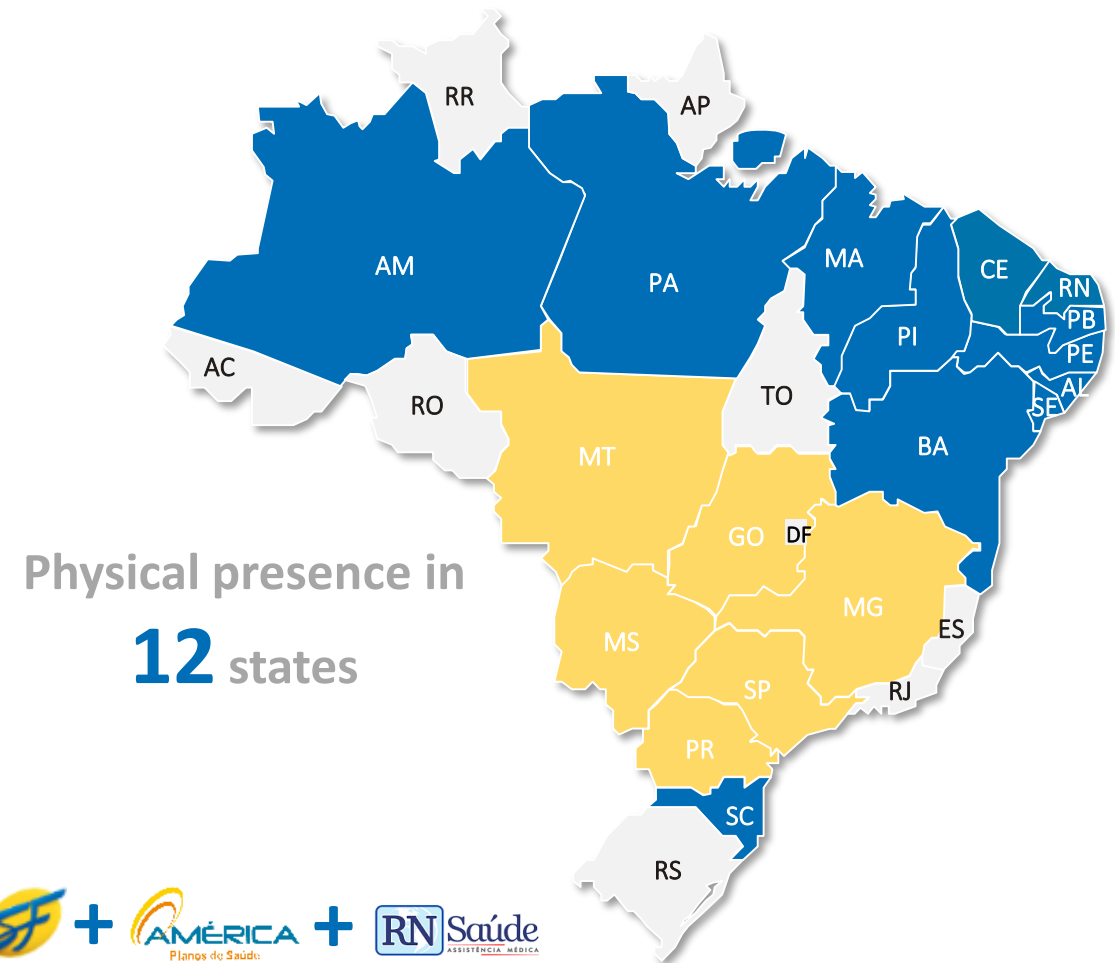 RR
AP
AM
PA
MA
CE
RN
PB
PE
AL
SE
PI
BA
AC
RO
TO
MT
GO
DF
MG
ES
MS
SP
RJ
PR
SC
RS
Physical presence in
12 states
SF + AMÉRICA + RN Saúde
Planos de Saúde
ASSISTÊNCIA MÉDICA